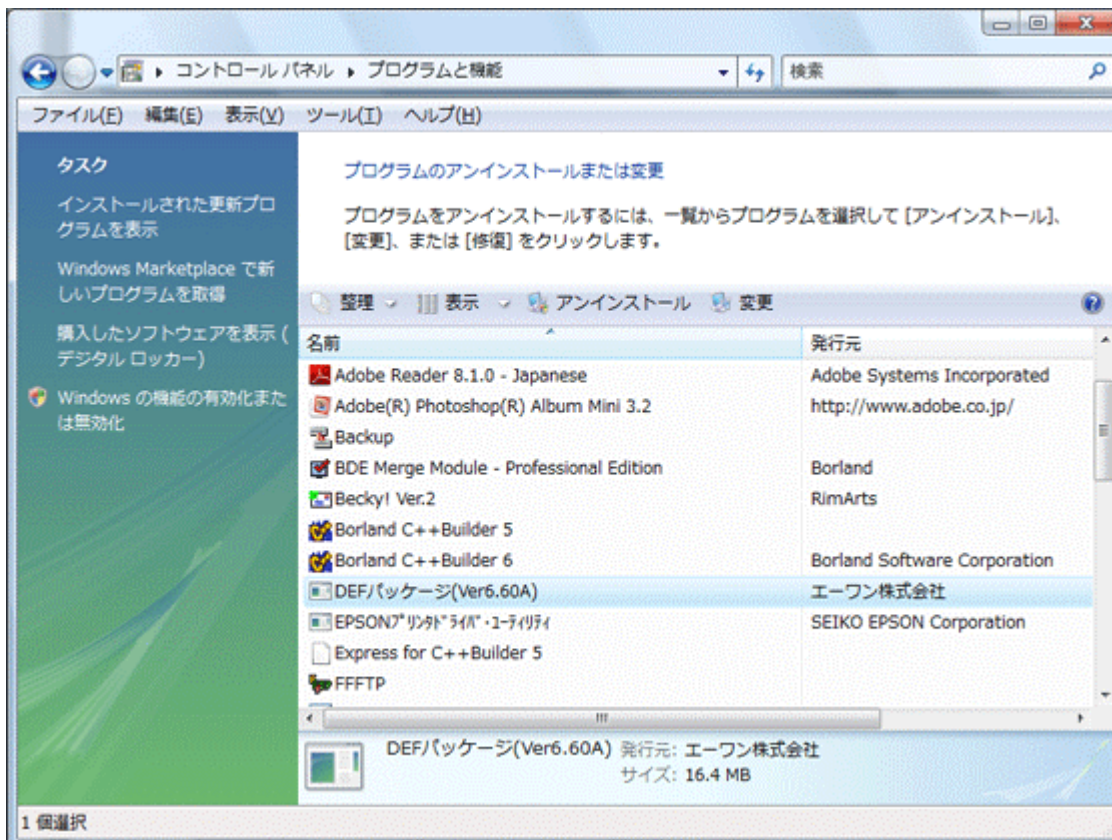 コントロール パネル ▸ プログラムと機能
検索
ファイル(F) 編集(E) 表示(V) ツール(T) ヘルプ(H)
タスク
インストールされた更新プロ
グラムを表示
Windows Marketplace で新
しいプログラムを取得
購入したソフトウェアを表示 (
デジタル ロッカー)
Windows の機能の有効化また
は無効化
プログラムのアンインストールまたは変更
プログラムをアンインストールするには、一覧からプログラムを選択して [アンインストール]、
[変更]、または [修復] をクリックします。
整理 表示 アンインストール 変更
名前 発行元
Adobe Reader 8.1.0 - Japanese Adobe Systems Incorporated
Adobe(R) Photoshop(R) Album Mini 3.2 http://www.adobe.co.jp/
Backup
BDE Merge Module - Professional Edition Borland
Becky! Ver.2 RimArts
Borland C++Builder 5
Borland C++Builder 6 Borland Software Corporation
DEFパッケージ(Ver6.60A) エーワン株式会社
EPSONプリンタドライバ・ユーティリティ SEIKO EPSON Corporation
Express for C++Builder 5
FFFTP
DEFパッケージ(Ver6.60A) 発行元: エーワン株式会社
サイズ: 16.4 MB
1 個選択